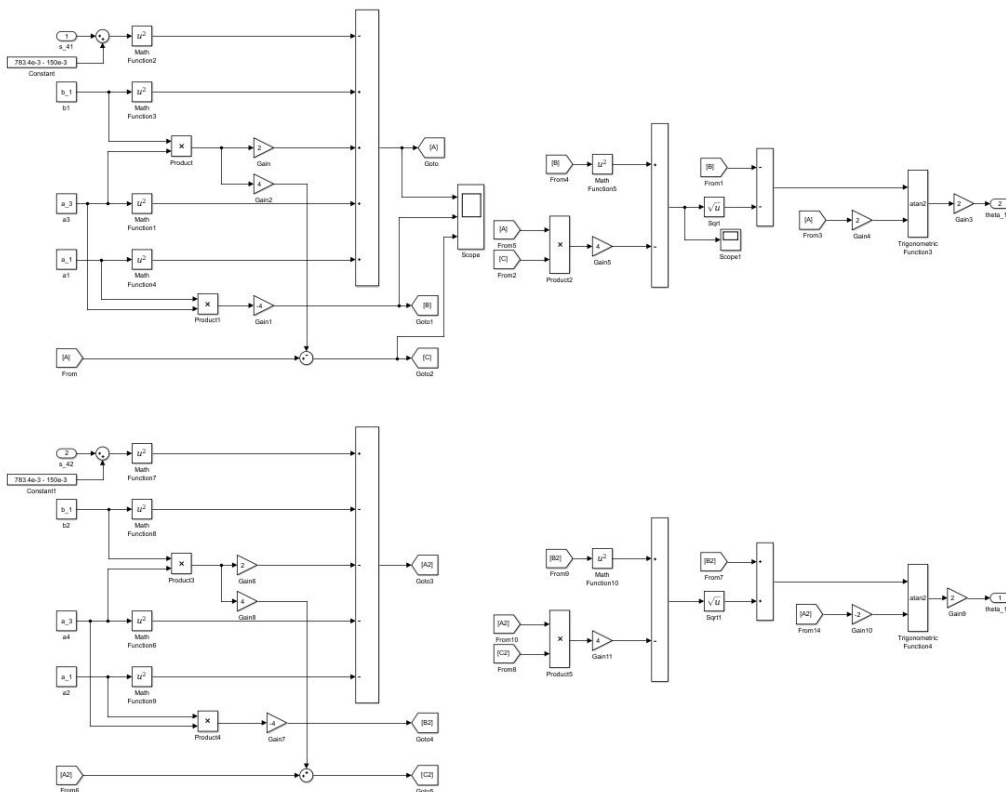 1
s_41
783.4e-3 - 150e-3
Constant
u²
Math
Function2
b_1
b1
u²
Math
Function3
×
Product
2
Gain
4
Gain2
a_3
a3
u²
Math
Function1
a_1
a1
u²
Math
Function4
×
Product1
-4
Gain1
[A]
From
[A]
Goto
Scope
[B]
Goto1
[C]
Goto2
[B]
From4
u²
Math
Function5
[A]
From5
[C]
From2
×
Product2
4
Gain5
√u
Sqrt
Scope1
[B]
From1
[A]
From3
2
Gain4
atan2
Trigonometric
Function3
2
Gain3
2
theta_1
2
s_42
783.4e-3 - 150e-3
Constant1
u²
Math
Function7
b_1
b2
u²
Math
Function8
×
Product3
2
Gain6
4
Gain8
a_3
a4
u²
Math
Function6
a_1
a2
u²
Math
Function9
×
Product4
-4
Gain7
[A2]
From6
[A2]
Goto3
[B2]
Goto4
[C2]
Goto5
[B2]
From9
u²
Math
Function10
[A2]
From10
[C2]
From8
×
Product5
4
Gain11
√u
Sqrt1
[B2]
From7
[A2]
From14
-2
Gain10
atan2
Trigonometric
Function4
2
Gain9
1
theta_1